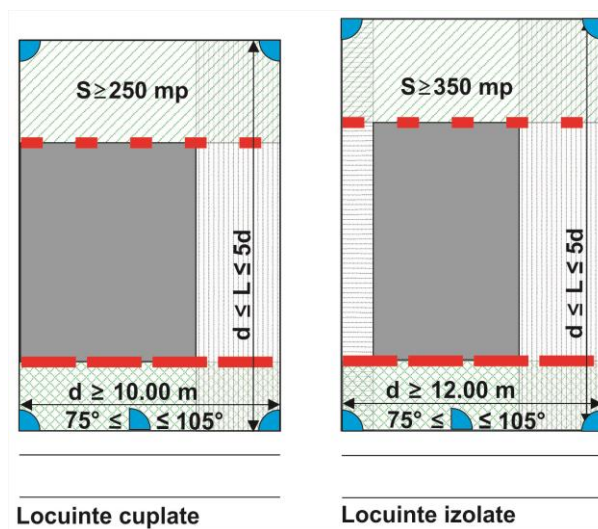 S≥250 mp
d ≤ L ≤ 5d
d ≥ 10.00 m
75° ≤ ≤ 105°
Locuinte cuplate
S≥350 mp
d ≤ L ≤ 5d
d ≥ 12.00 m
75° ≤ ≤ 105°
Locuinte izolate